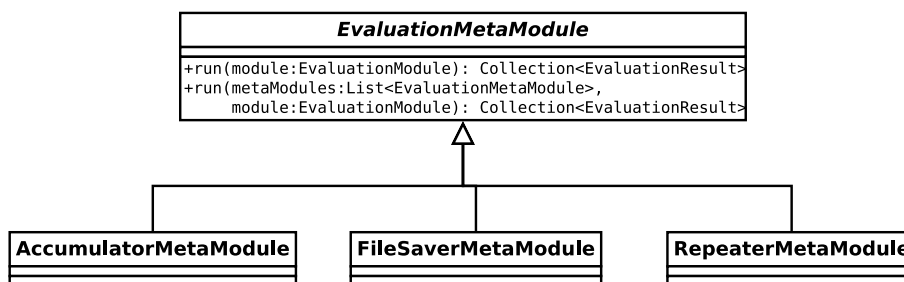 EvaluationMetaModule
+run(module:EvaluationModule): Collection<EvaluationResult>
+run(metaModules:List<EvaluationMetaModule>,
module:EvaluationModule): Collection<EvaluationResult>
AccumulatorMetaModule FileSaverMetaModule RepeaterMetaModule